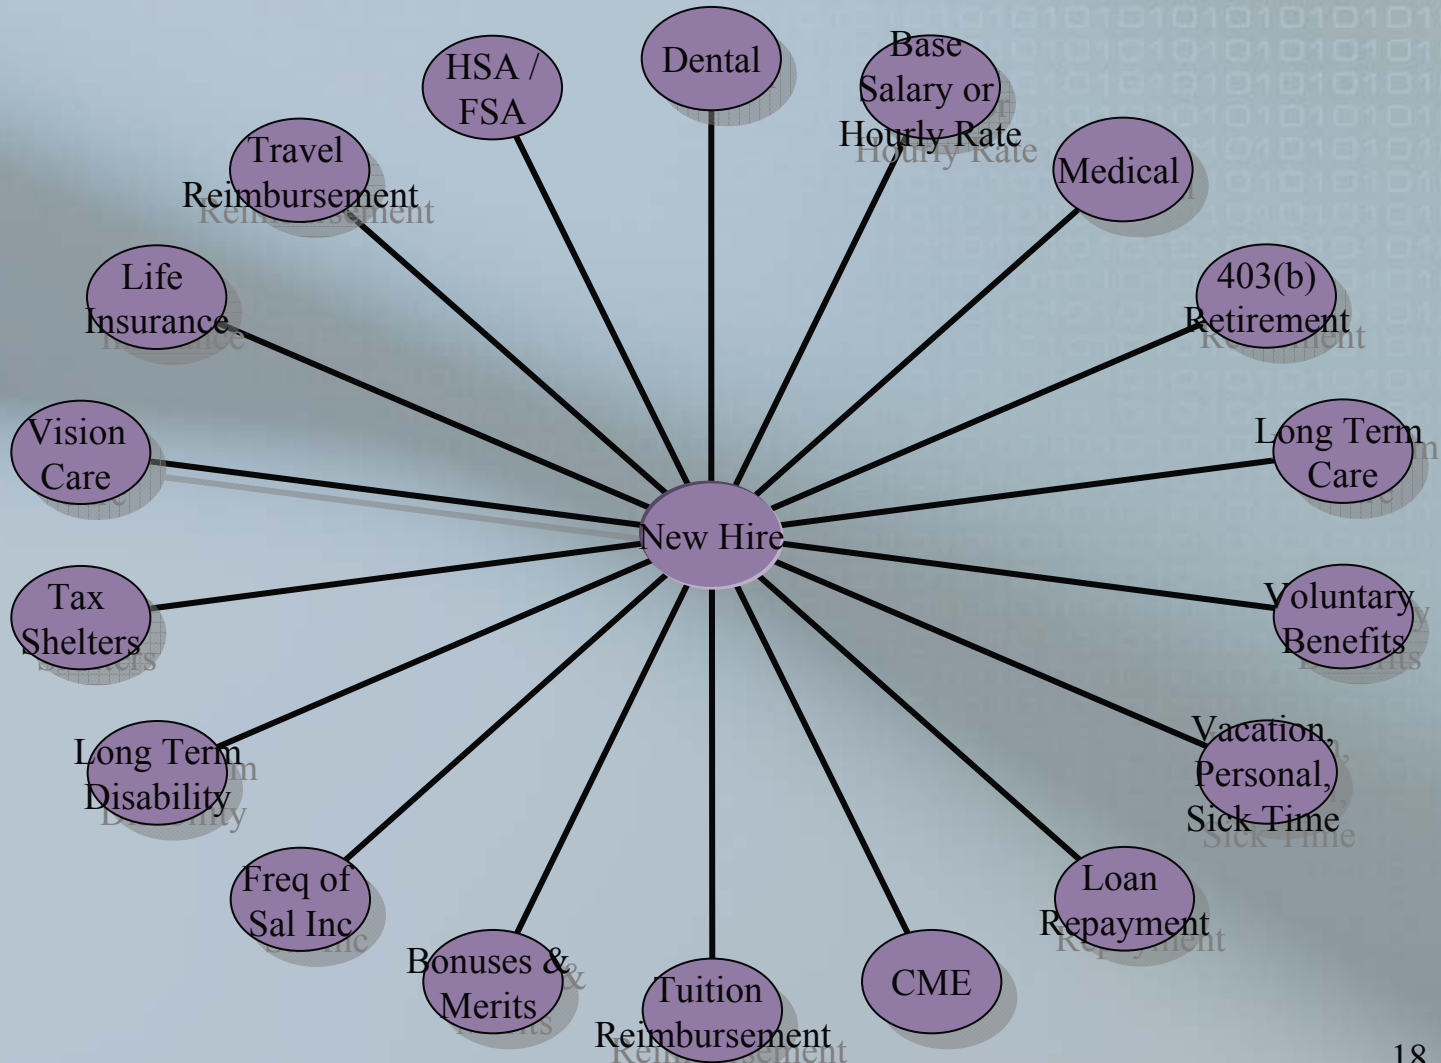 Dental
Base
Salary or
Hourly Rate
Medical
403(b)
Retirement
Long Term
Care
Voluntary
Benefits
Vacation,
Personal,
Sick Time
Loan
Repayment
CME
Tuition
Reimbursement
Bonuses &
Merits
Freq of
Sal Inc
Long Term
Disability
Tax
Shelters
Vision
Care
Life
Insurance
Travel
Reimbursement
HSA /
FSA
New Hire
18